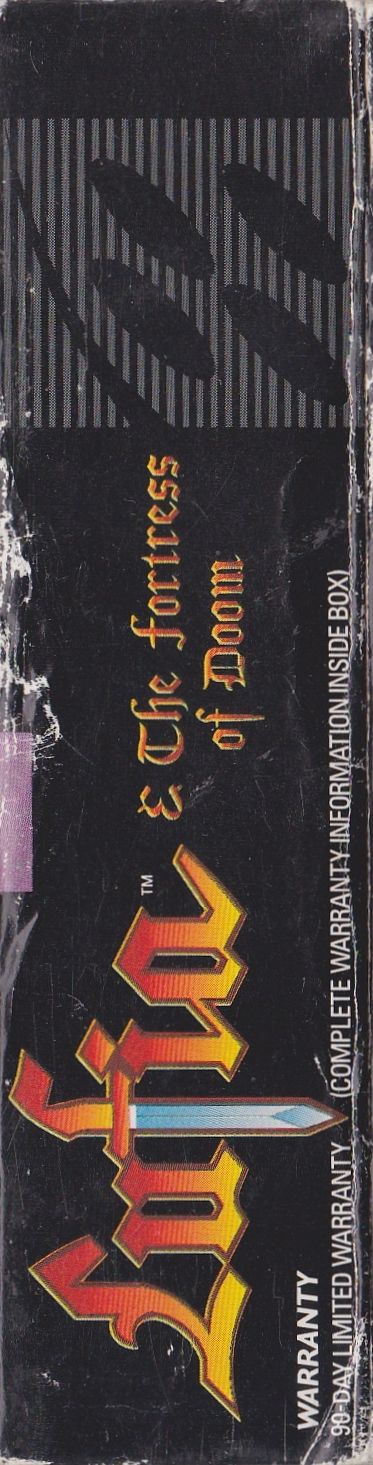 Lufia™
& The Fortress
of Doom
WARRANTY
90-DAY LIMITED WARRANTY (COMPLETE WARRANTY INFORMATION INSIDE BOX)